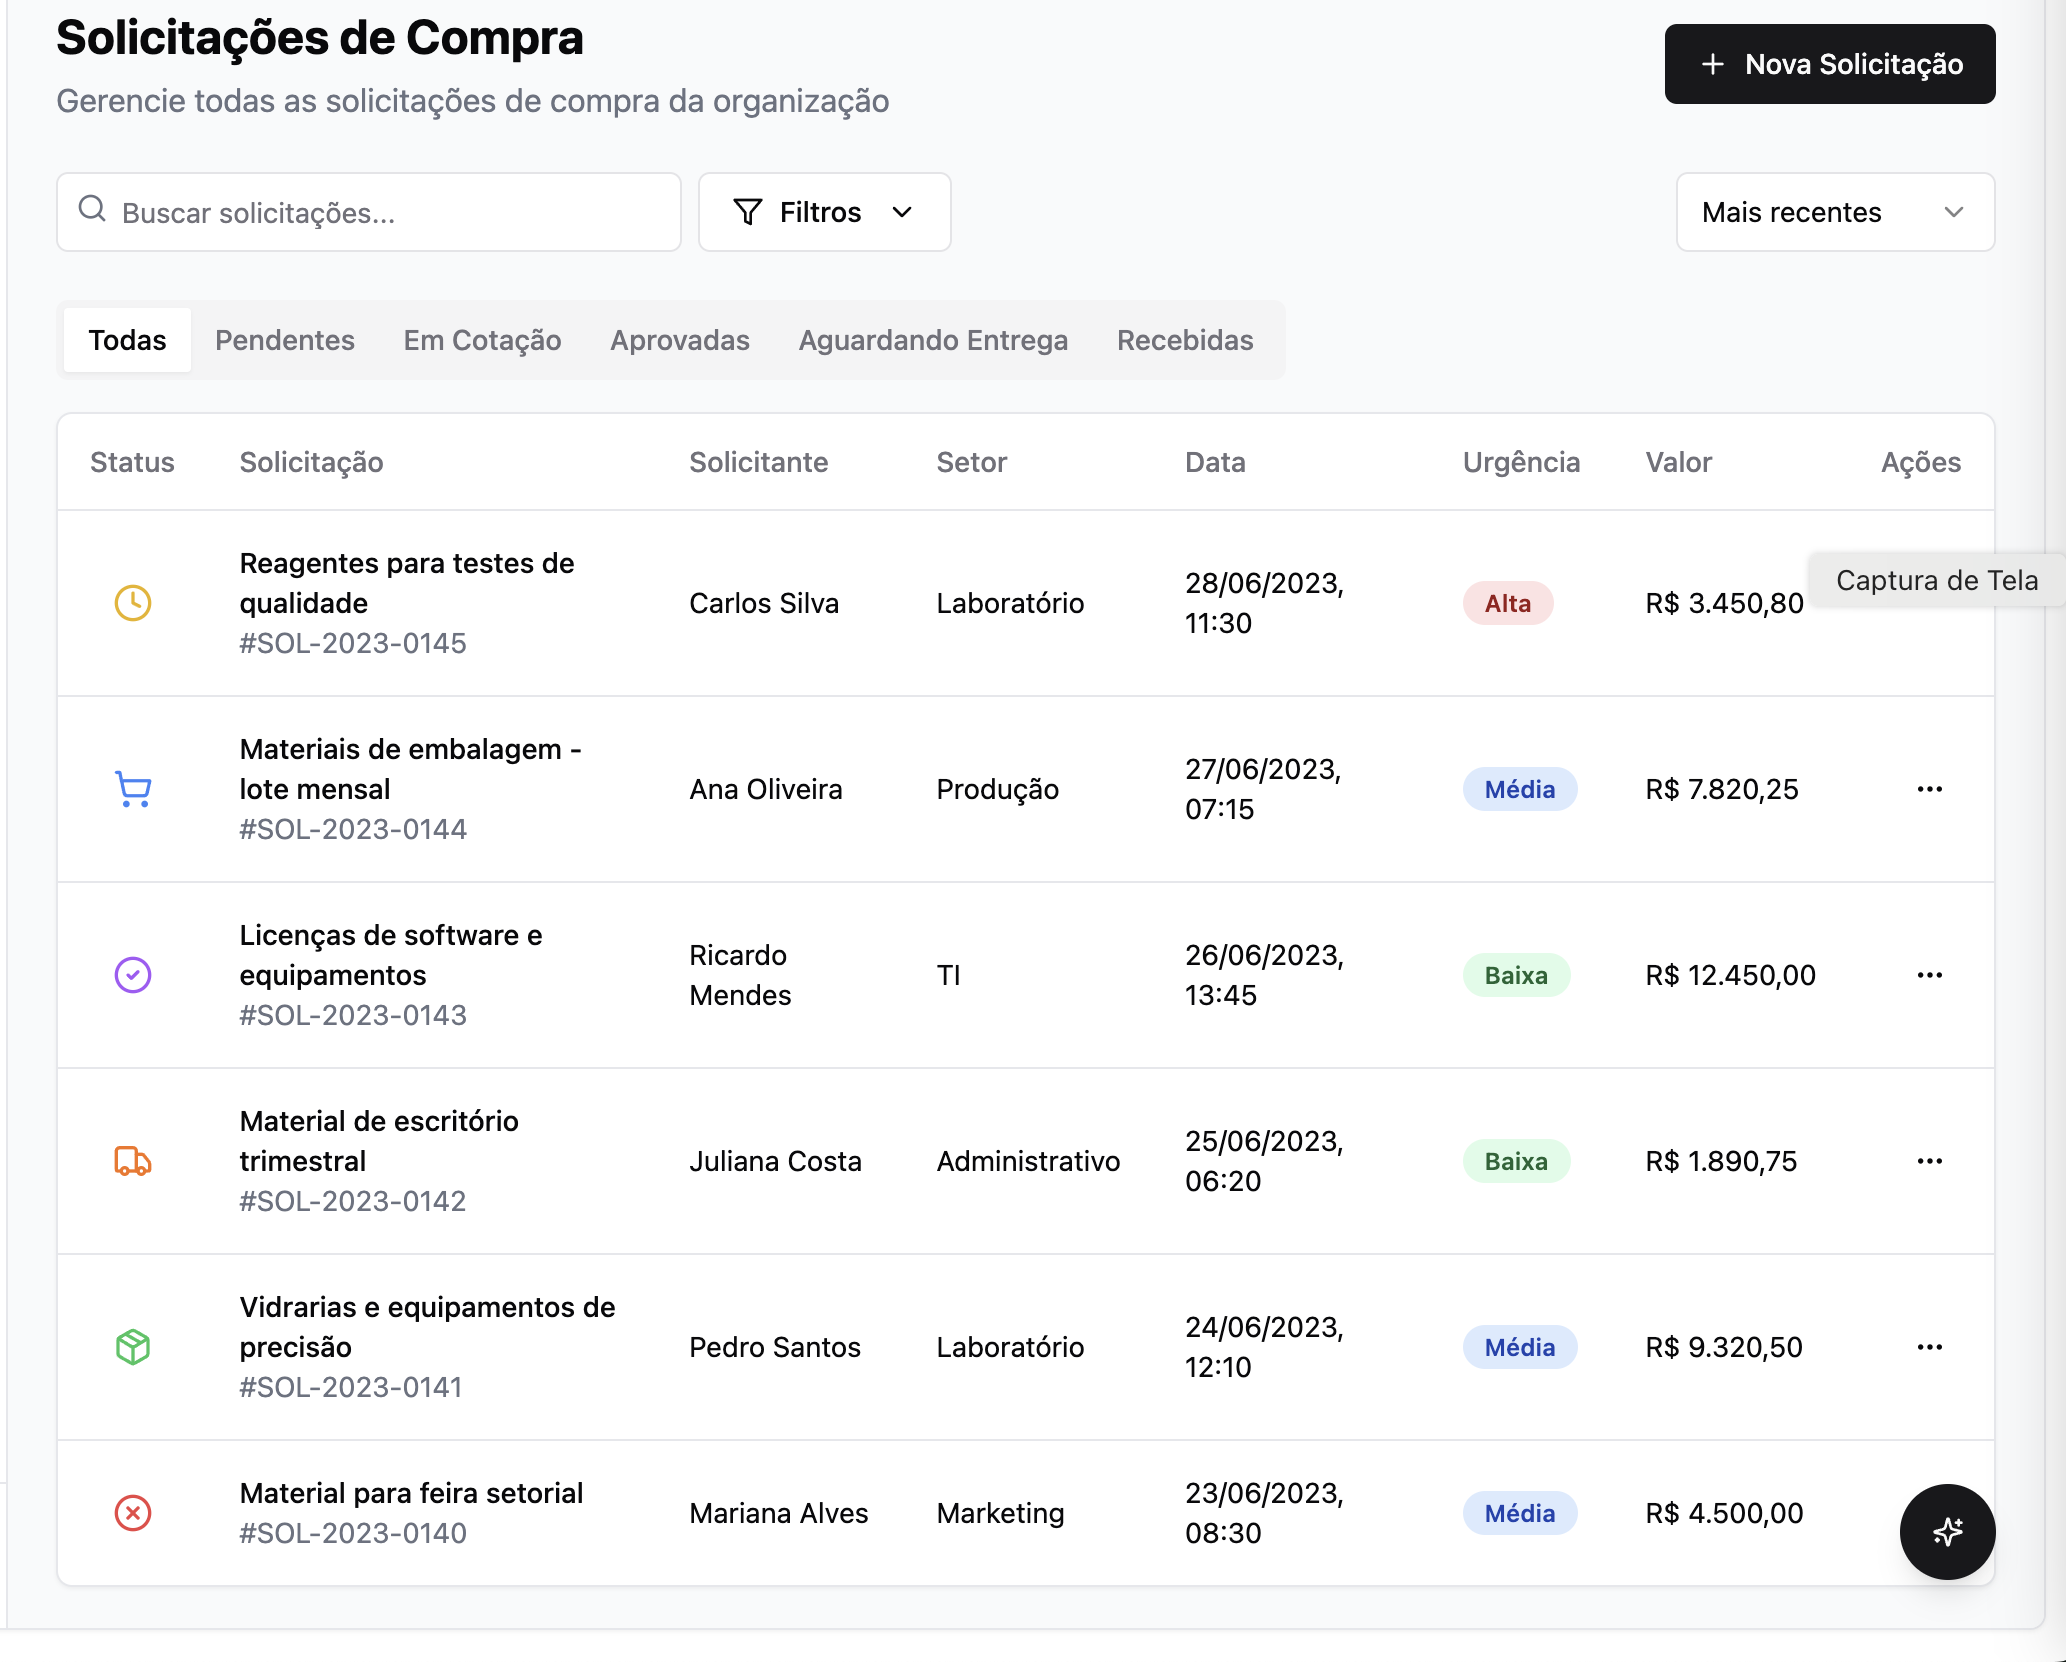 Solicitações de Compra
+ Nova Solicitação
Gerencie todas as solicitações de compra da organização
Buscar solicitações...
Filtros
Mais recentes
Todas
Pendentes
Em Cotação
Aprovadas
Aguardando Entrega
Recebidas
Status Solicitação Solicitante Setor Data Urgência Valor Ações
Reagentes para testes de
qualidade
#SOL-2023-0145
Carlos Silva
Laboratório
28/06/2023,
11:30
Alta
R$ 3.450,80
Captura de Tela
Materiais de embalagem -
lote mensal
#SOL-2023-0144
Ana Oliveira
Produção
27/06/2023,
07:15
Média
R$ 7.820,25
...
Licenças de software e
equipamentos
#SOL-2023-0143
Ricardo
Mendes
TI
26/06/2023,
13:45
Baixa
R$ 12.450,00
...
Material de escritório
trimestral
#SOL-2023-0142
Juliana Costa
Administrativo
25/06/2023,
06:20
Baixa
R$ 1.890,75
...
Vidrarias e equipamentos de
precisão
#SOL-2023-0141
Pedro Santos
Laboratório
24/06/2023,
12:10
Média
R$ 9.320,50
...
Material para feira setorial
#SOL-2023-0140
Mariana Alves
Marketing
23/06/2023,
08:30
Média
R$ 4.500,00